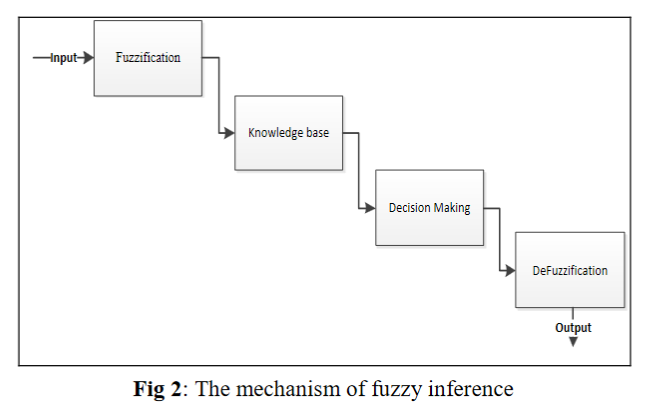 Input
Fuzzification
Knowledge base
Decision Making
DeFuzzification
Output
Fig 2: The mechanism of fuzzy inference